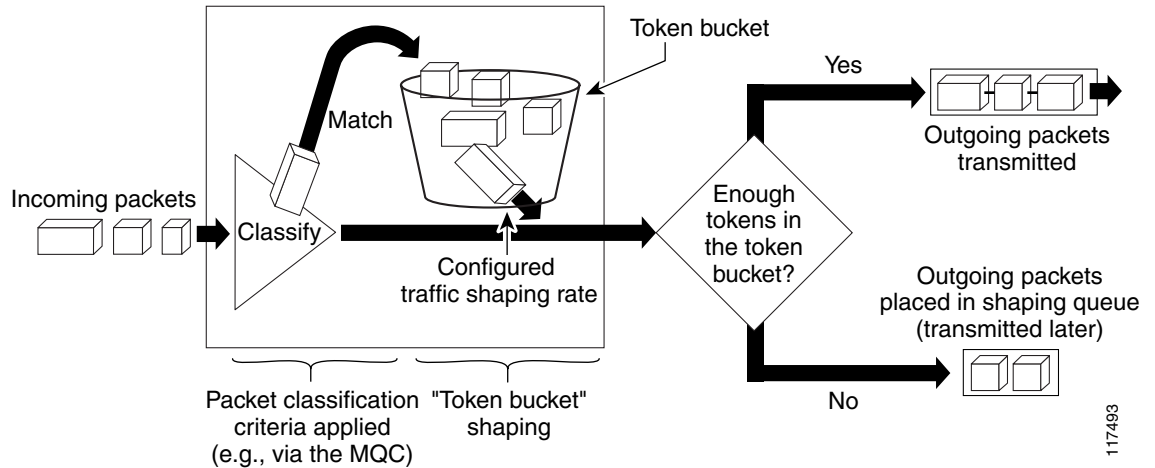 Incoming packets
Classify
Match
Token bucket
Configured
traffic shaping rate
Packet classification
criteria applied
(e.g., via the MQC)
"Token bucket"
shaping
Enough
tokens in
the token
bucket?
Yes
Outgoing packets
transmitted
Outgoing packets
placed in shaping queue
(transmitted later)
No
117493